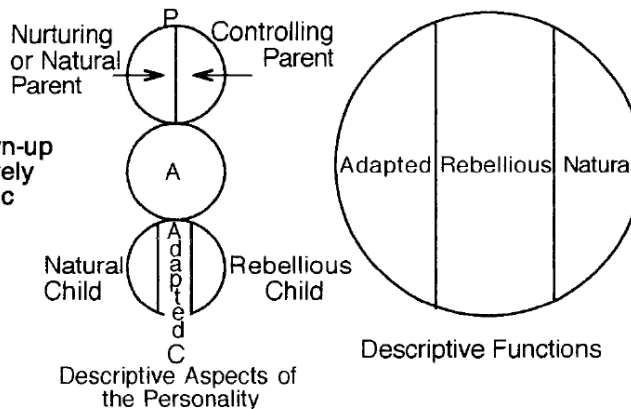 P
Nurturing
or Natural
Parent
Controlling
Parent
A
Adapted
Natural
Child
Rebellious
Child
C
Descriptive Aspects of
the Personality
Adapted Rebellious Natura
Descriptive Functions